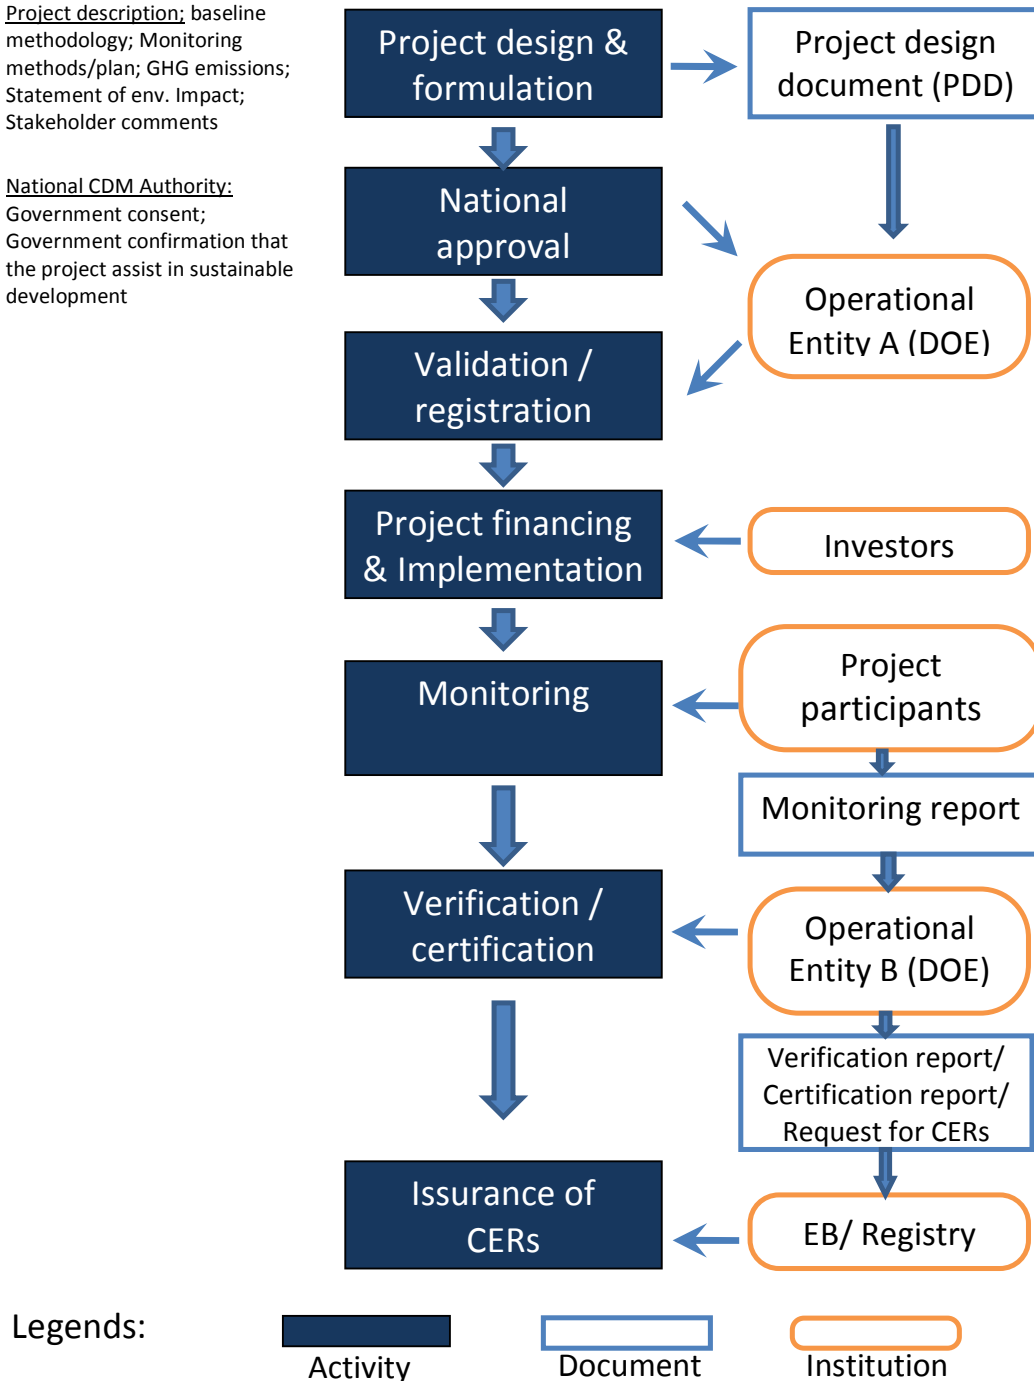 Project description; baseline
methodology; Monitoring
methods/plan; GHG emissions;
Statement of env. Impact;
Stakeholder comments
National CDM Authority:
Government consent;
Government confirmation that
the project assist in sustainable
development
Project design &
formulation
Project design
document (PDD)
National
approval
Operational
Entity A (DOE)
Validation /
registration
Project financing
& Implementation
Investors
Monitoring
Project
participants
Monitoring report
Verification /
certification
Operational
Entity B (DOE)
Verification report/
Certification report/
Request for CERs
Issurance of
CERs
EB/ Registry
Legends:
Activity
Document
Institution